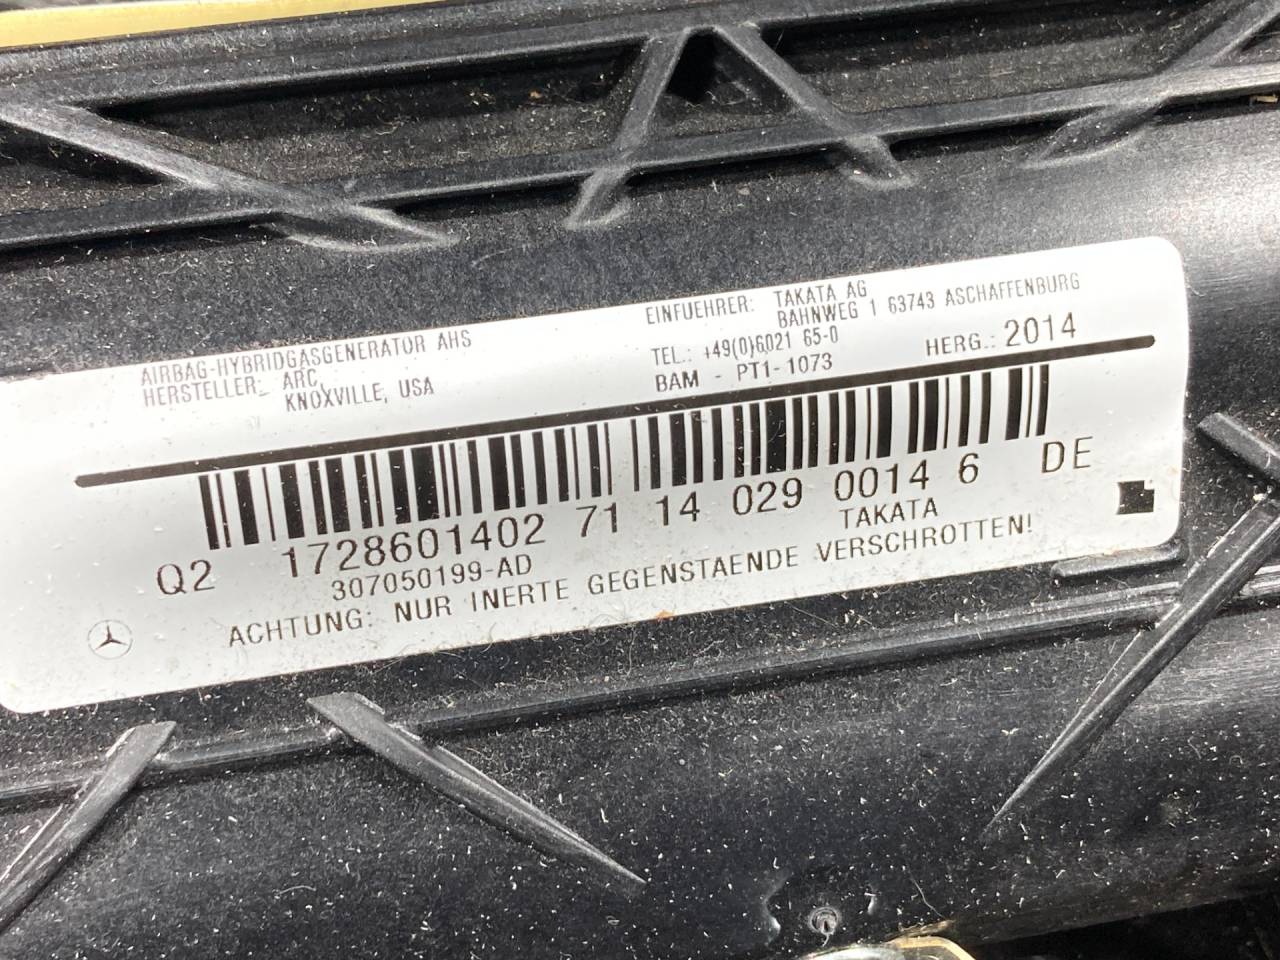 AIRBAG-HYBRIDGASGENERATOR AHS
HERSTELLER: ARC,
KNOXVILLE, USA
EINFUEHRER: TAKATA AG
BAHNWEG 1 63743 ASCHAFFENBURG
TEL.: +49(0)6021 65-0
BAM - PT1-1073
HERG.: 2014
Q2 1728601402 71 14 029 0014 6 DE
307050199-AD
TAKATA
ACHTUNG: NUR INERTE GEGENSTAENDE VERSCHROTTEN!